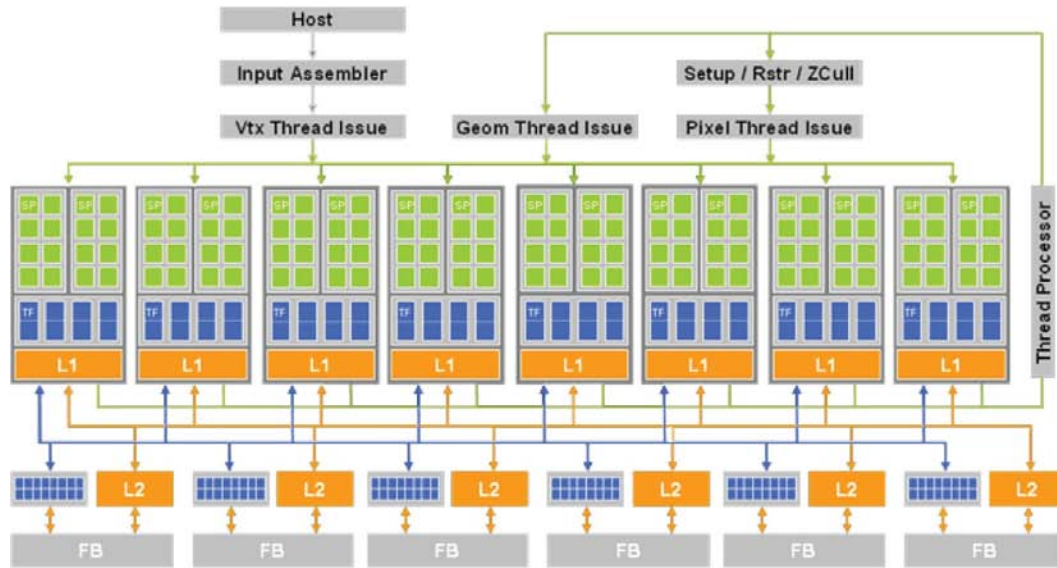 Host
Input Assembler
Setup / Rstr / ZCull
Vtx Thread Issue
Geom Thread Issue
Pixel Thread Issue
SP SP SP SP SP SP SP SP SP SP SP SP SP SP SP SP
Thread Processor
TF TF TF TF TF TF TF TF
L1 L1 L1 L1 L1 L1 L1 L1
L2 L2 L2 L2 L2 L2
FB FB FB FB FB FB